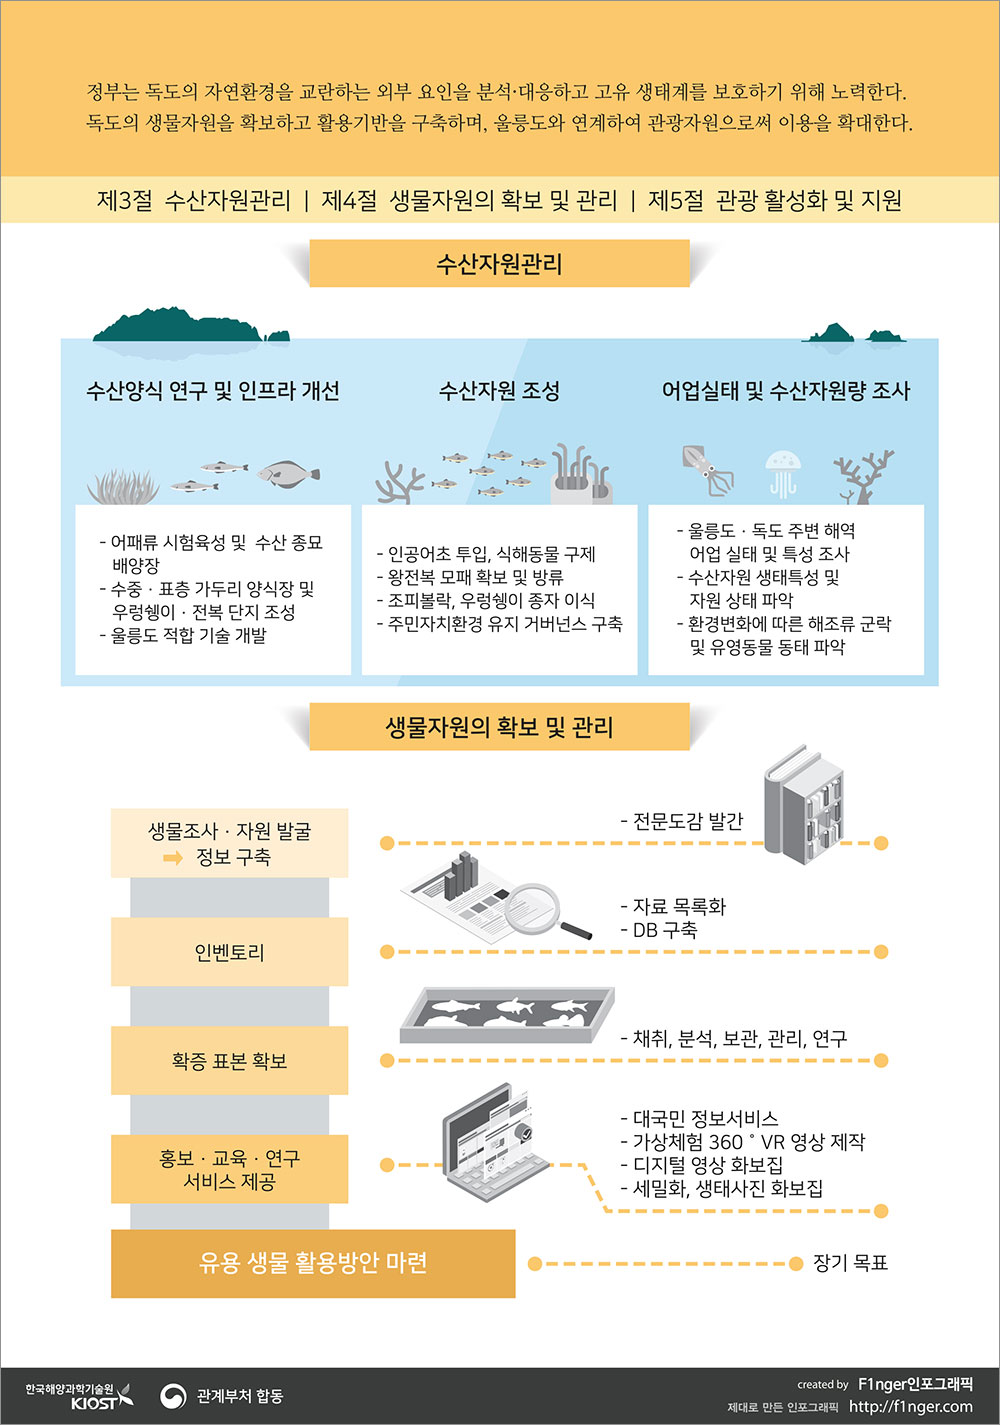 정부는 독도의 자연환경을 교란하는 외부 요인을 분석·대응하고 고유 생태계를 보호하기 위해 노력한다.
독도의 생물자원을 확보하고 활용기반을 구축하며, 울릉도와 연계하여 관광자원으로써 이용을 확대한다.
제3절 수산자원관리 | 제4절 생물자원의 확보 및 관리 | 제5절 관광 활성화 및 지원
수산자원관리
수산양식 연구 및 인프라 개선
- 어패류 시험육성 및 수산 종묘
배양장
- 수중 · 표층 가두리 양식장 및
우렁쉥이 · 전복 단지 조성
- 울릉도 적합 기술 개발
수산자원 조성
- 인공어초 투입, 식해동물 구제
- 왕전복 모패 확보 및 방류
- 조피볼락, 우렁쉥이 종자 이식
- 주민자치환경 유지 거버넌스 구축
어업실태 및 수산자원량 조사
- 울릉도 · 독도 주변 해역
어업 실태 및 특성 조사
- 수산자원 생태특성 및
자원 상태 파악
- 환경변화에 따른 해조류 군락
및 유영동물 동태 파악
생물자원의 확보 및 관리
생물조사 · 자원 발굴
➡ 정보 구축
- 전문도감 발간
인벤토리
- 자료 목록화
- DB 구축
확증 표본 확보
- 채취, 분석, 보관, 관리, 연구
홍보 · 교육 · 연구
서비스 제공
- 대국민 정보서비스
- 가상체험 360 ˚ VR 영상 제작
- 디지털 영상 화보집
- 세밀화, 생태사진 화보집
유용 생물 활용방안 마련
장기 목표
한국해양과학기술원
KIOST
관계부처 합동
created by F1nger인포그래픽
제대로 만든 인포그래픽 http://f1nger.com